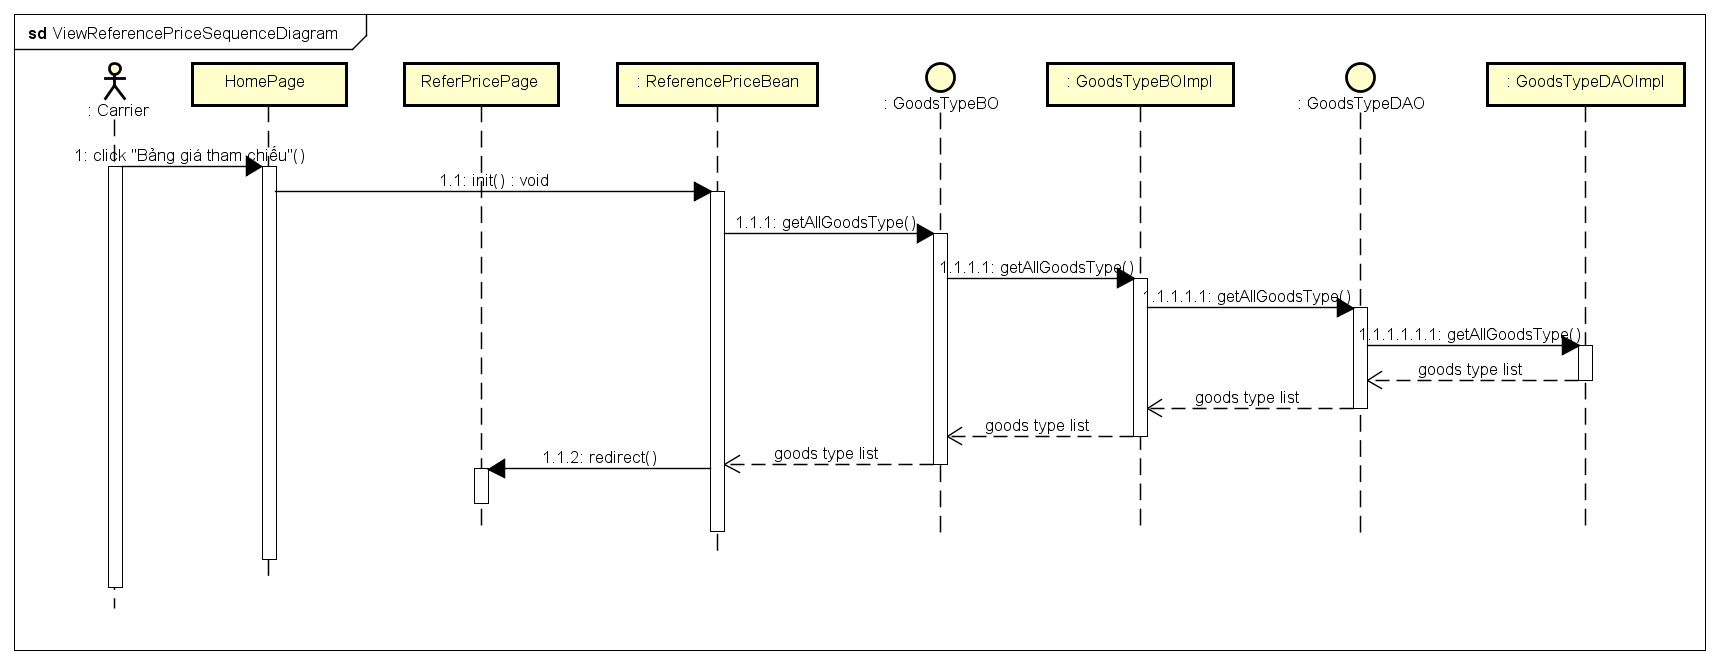 sd ViewReferencePriceSequenceDiagram
: Carrier
HomePage
ReferPricePage
: ReferencePriceBean
: GoodsTypeBO
: GoodsTypeBOImpl
: GoodsTypeDAO
: GoodsTypeDAOImpl
1: click "Bảng giá tham chiếu"()
1.1: init() : void
1.1.1: getAllGoodsType()
1.1.1.1: getAllGoodsType()
1.1.1.1.1: getAllGoodsType()
1.1.1.1.1.1: getAllGoodsType()
goods type list
goods type list
goods type list
goods type list
1.1.2: redirect()